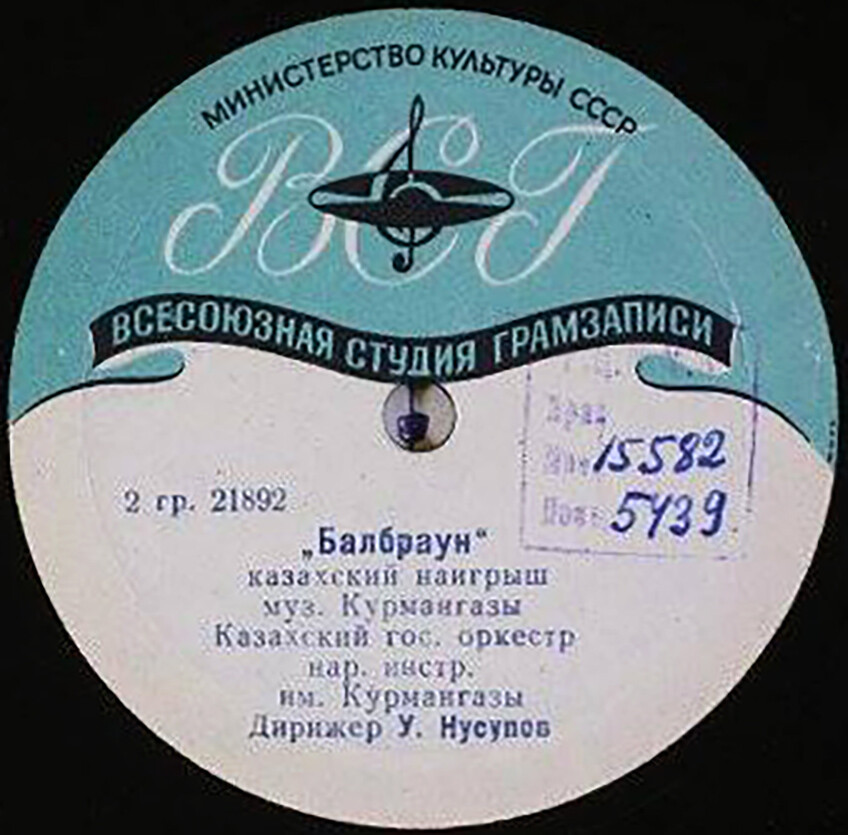 МИНИСТЕРСТВО КУЛЬТУРЫ СССР
ВСГ
ВСЕСОЮЗНАЯ СТУДИЯ ГРАМЗАПИСИ
15582
5439
2 гр. 21892
„Балбраун“
казахский наигрыш
муз. Курмангазы
Казахский гос. оркестр
нар. инстр.
им. Курмангазы
Дирижер У. Нусупов